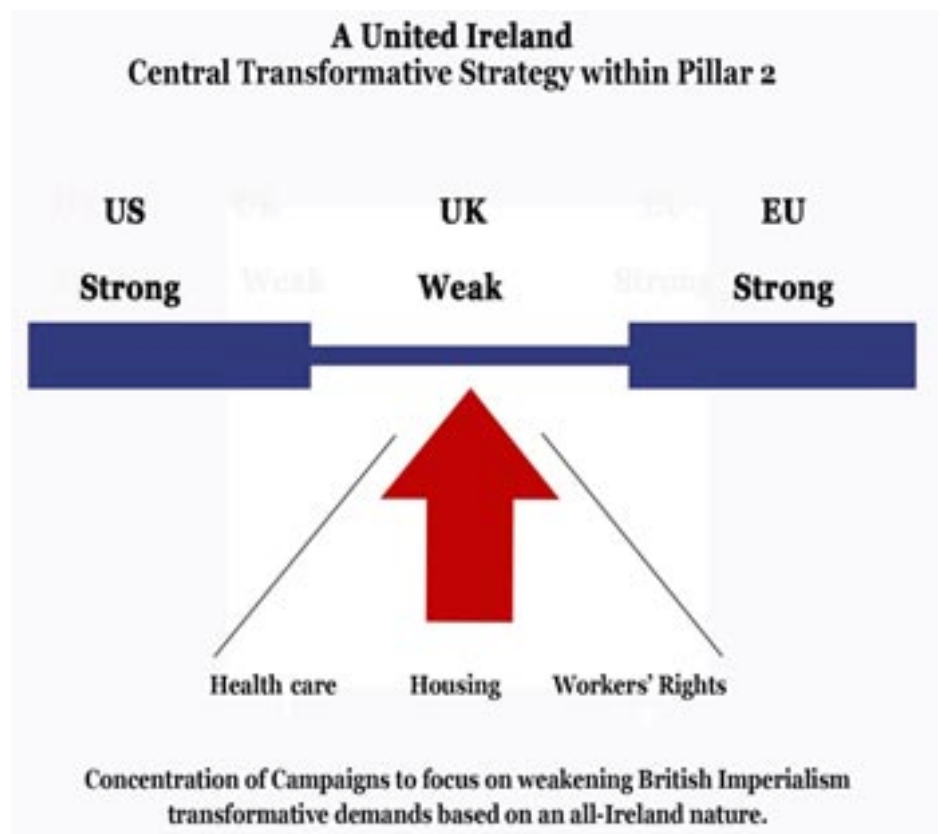 A United Ireland
Central Transformative Strategy within Pillar 2
US UK EU
Strong Weak Strong
Health care Housing Workers' Rights
Concentration of Campaigns to focus on weakening British Imperialism
transformative demands based on an all-Ireland nature.